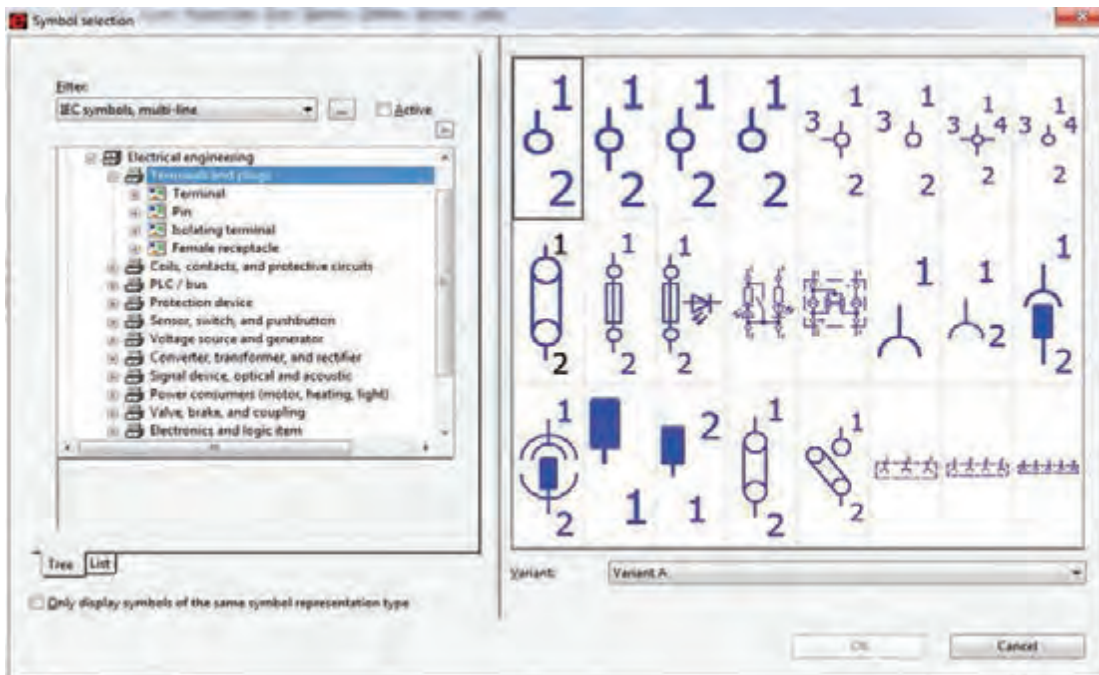 Symbol selection
Filter:
IEC symbols, multi-line
...
Active
Electrical engineering
Terminals and plugs
Terminal
Pin
Isolating terminal
Female receptacle
Coils, contacts, and protective circuits
PLC / bus
Protection device
Sensor, switch, and pushbutton
Voltage source and generator
Converter, transformer, and rectifier
Signal device, optical and acoustic
Power consumers (motor, heating, light)
Valve, brake, and coupling
Electronics and logic item
Tree List
Only display symbols of the same symbol representation type
1 1 1 1 1 1 1 1
3 3 3 4 3 4
2 2 2 2 2 2 2 2
1 1 1 1 1 1
2 2 2 2 2
1 2 1 1
2 1 1 2 2
Variant: Variant A
OK Cancel